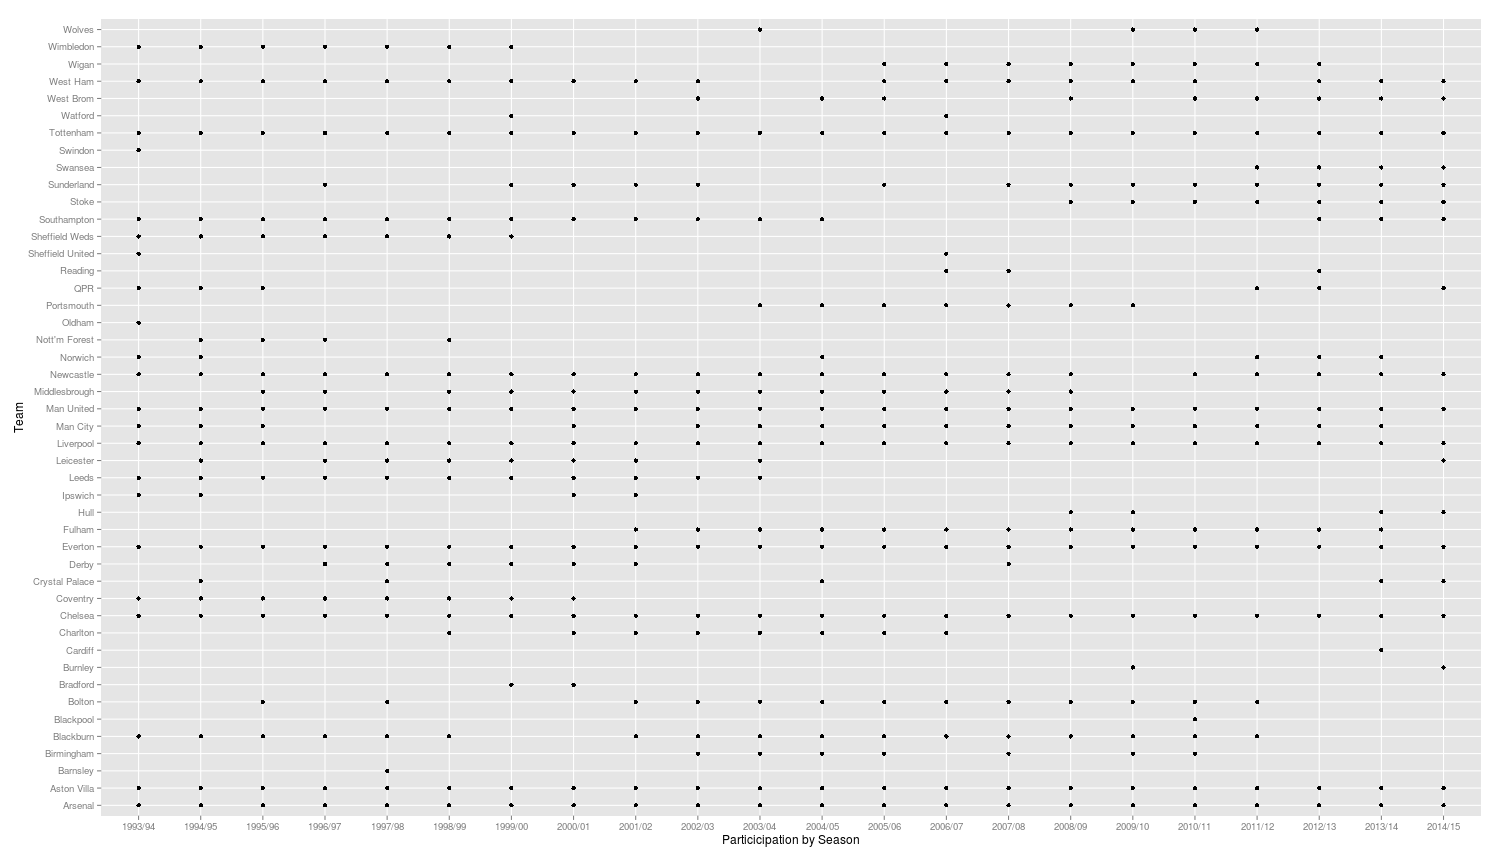 Wolves
Wimbledon
Wigan
West Ham
West Brom
Watford
Tottenham
Swindon
Swansea
Sunderland
Stoke
Southampton
Sheffield Weds
Sheffield United
Reading
QPR
Portsmouth
Oldham
Nott'm Forest
Norwich
Newcastle
Middlesbrough
Man United
Man City
Liverpool
Leicester
Leeds
Ipswich
Hull
Fulham
Everton
Derby
Crystal Palace
Coventry
Chelsea
Charlton
Cardiff
Burnley
Bradford
Bolton
Blackpool
Blackburn
Birmingham
Barnsley
Aston Villa
Arsenal
Team
1993/94 1994/95 1995/96 1996/97 1997/98 1998/99 1999/00 2000/01 2001/02 2002/03 2003/04 2004/05 2005/06 2006/07 2007/08 2008/09 2009/10 2010/11 2011/12 2012/13 2013/14 2014/15
Particicipation by Season